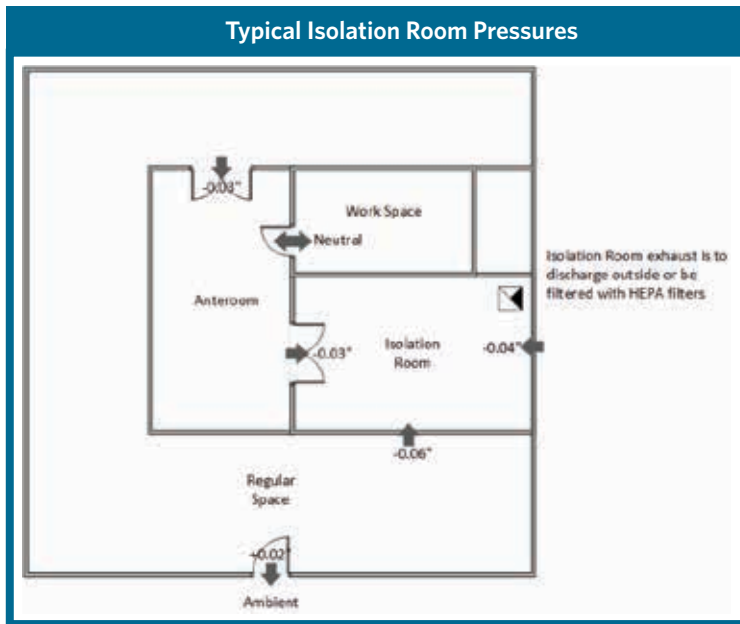 Typical Isolation Room Pressures
-0.03"
Work Space
Neutral
Isolation Room exhaust is to
discharge outside or be
filtered with HEPA filters
Anteroom
-0.03"
Isolation
Room
-0.04"
-0.06"
Regular
Space
+0.02"
Ambient